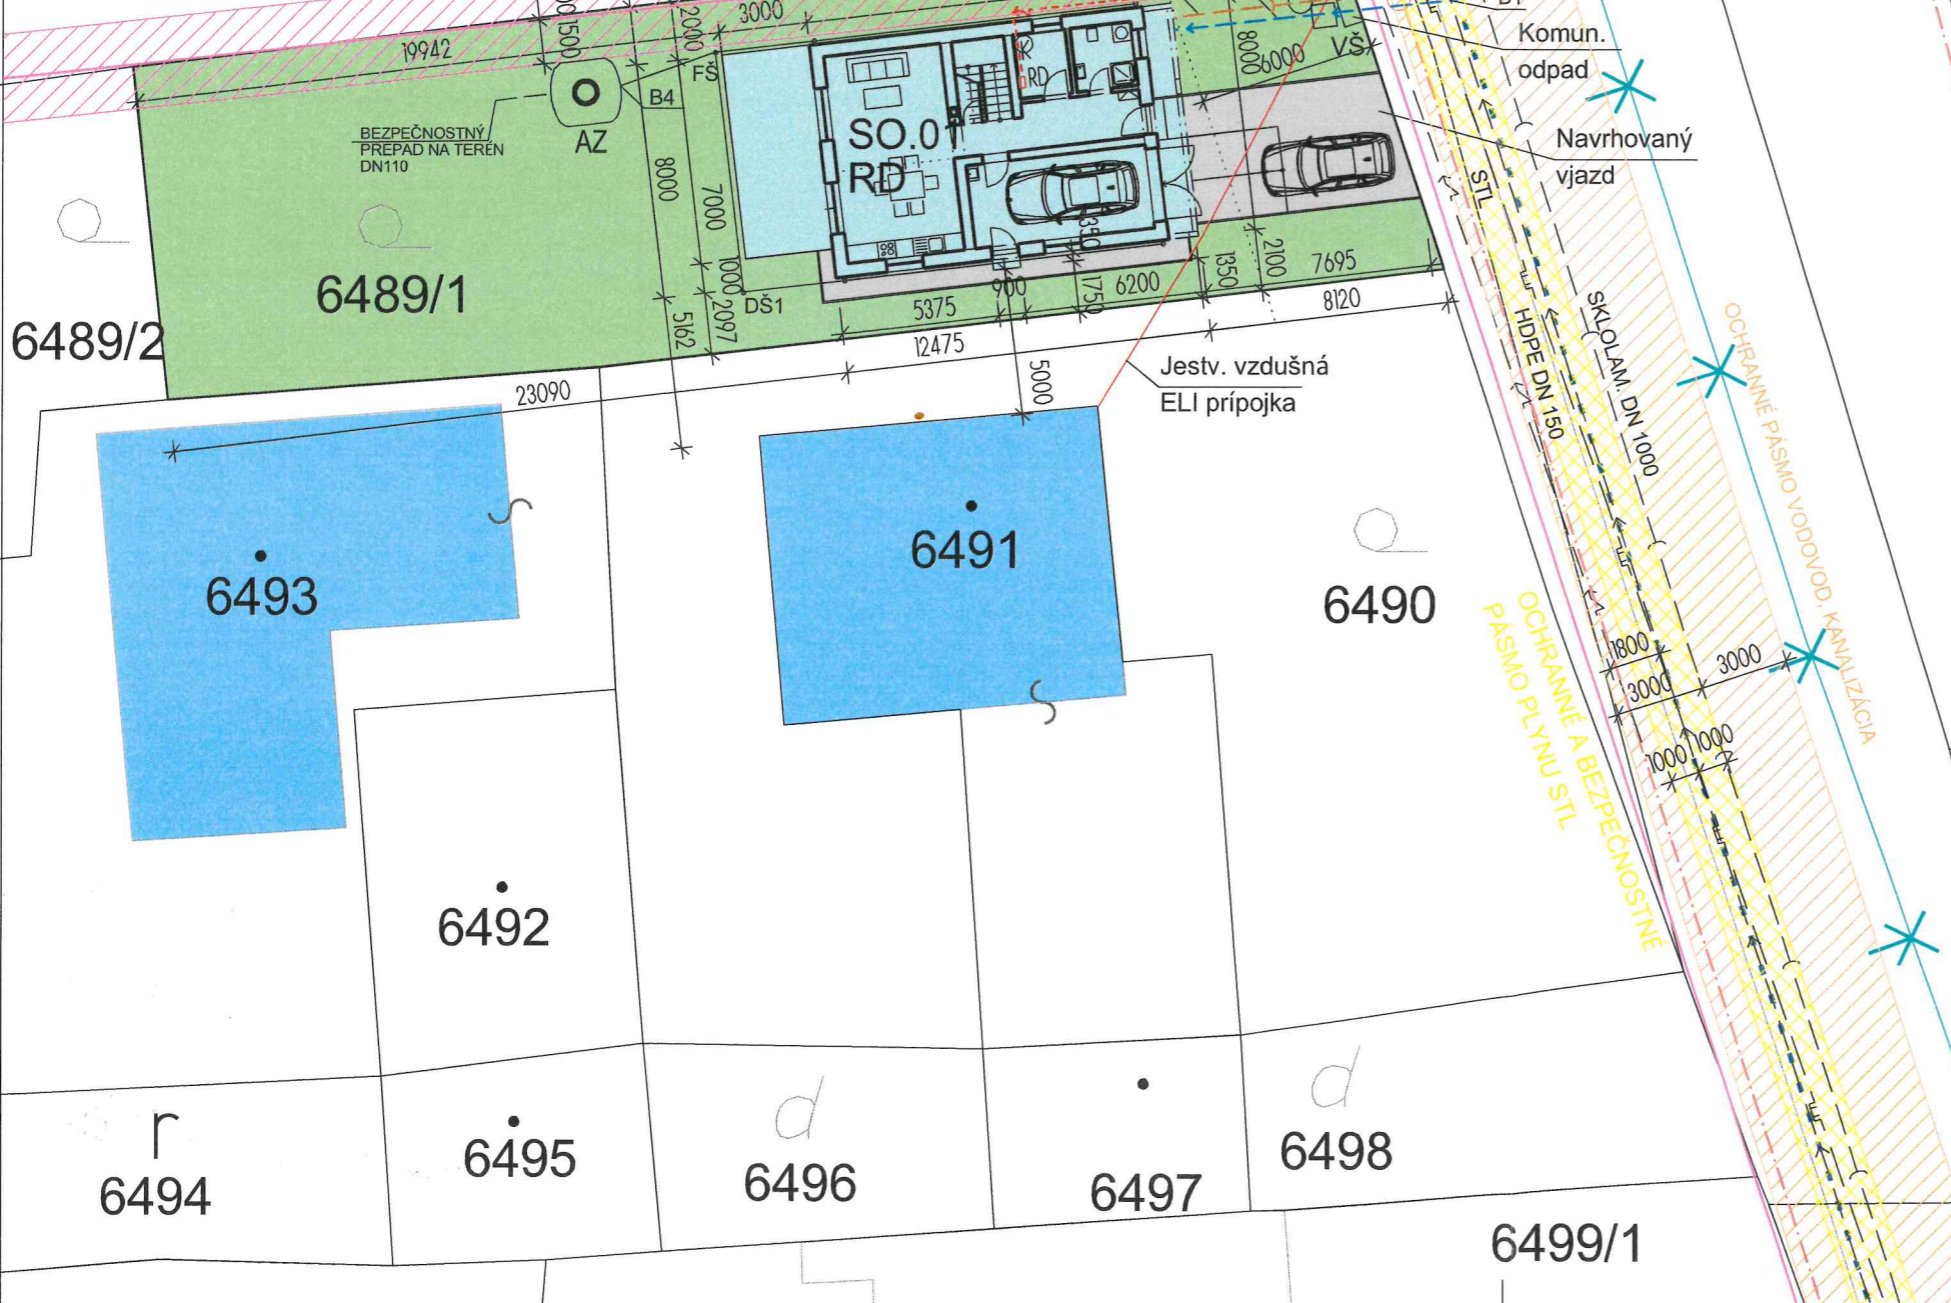 3000
19942
1500
2000
FŠ
B4
AZ
BEZPEČNOSTNÝ
PREPAD NA TERÉN
DN110
8000
7000
1000
2097
5162
DŠ1
SO.01
RD
RD
8000
6000
VŠ
Komun.
odpad
Navrhovaný
vjazd
STL
6489/1
6489/2
5375
900
1750
6200
1350
2100
7695
8120
12475
23090
5000
Jestv. vzdušná
ELI prípojka
HDPE DN 150
SKLOLAM. DN 1000
OCHRANNÉ PÁSMO VODOVOD, KANALIZÁCIA
6493
6491
6490
OCHRANNÉ A BEZPEČNOSTNÉ
PÁSMO PLYNU STL
1800
3000
3000
1000
1000
6492
r
6494
6495
6496
6497
6498
6499/1